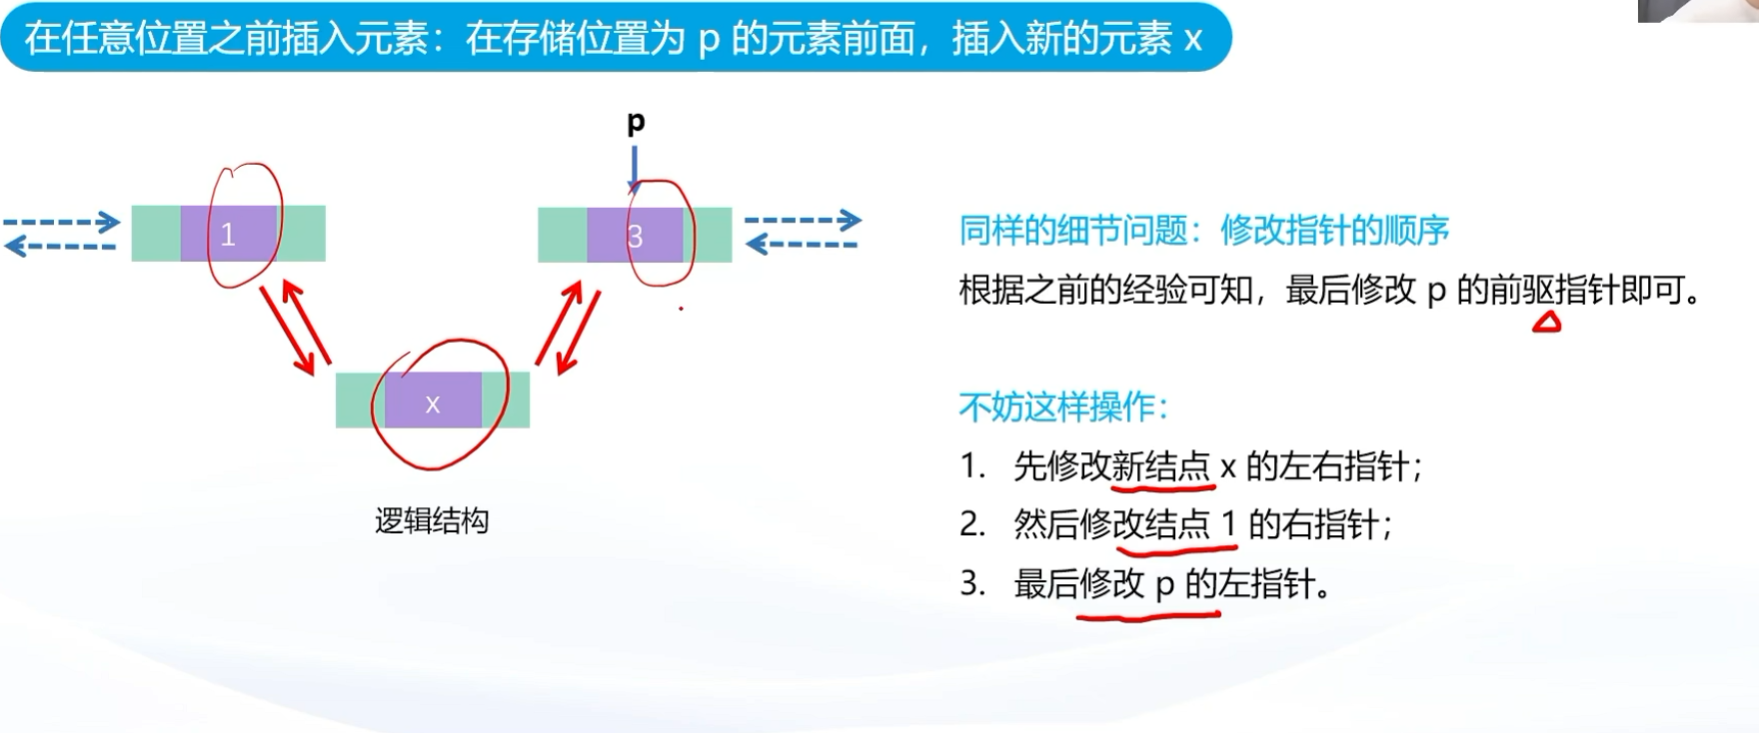 在任意位置之前插入元素：在存储位置为 p 的元素前面，插入新的元素 x
p
1
3
x
逻辑结构
同样的细节问题：修改指针的顺序
根据之前的经验可知，最后修改 p 的前驱指针即可。
不妨这样操作：
1. 先修改新结点 x 的左右指针；
2. 然后修改结点 1 的右指针；
3. 最后修改 p 的左指针。